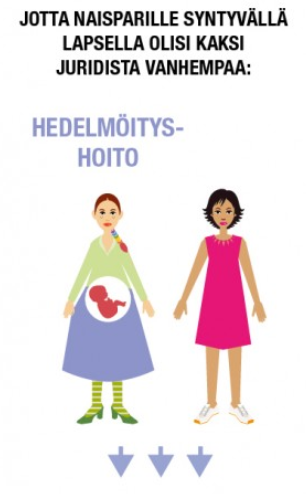 JOTTA NAISPARILLE SYNTYVÄLLÄ
LAPSELLA OLISI KAKSI
JURIDISTA VANHEMPAA:
HEDELMÖITYS-
HOITO